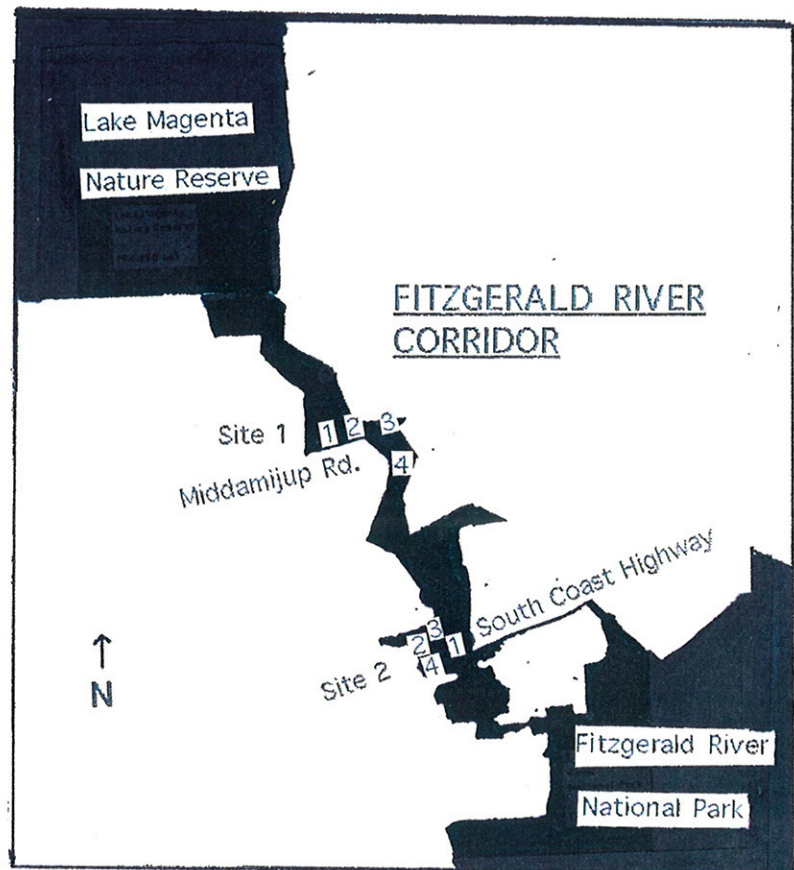 Lake Magenta
Nature Reserve
FITZGERALD RIVER
CORRIDOR
Site 1
1
2
3
4
Middamijup Rd.
South Coast Highway
3
2
1
4
Site 2
N
Fitzgerald River
National Park